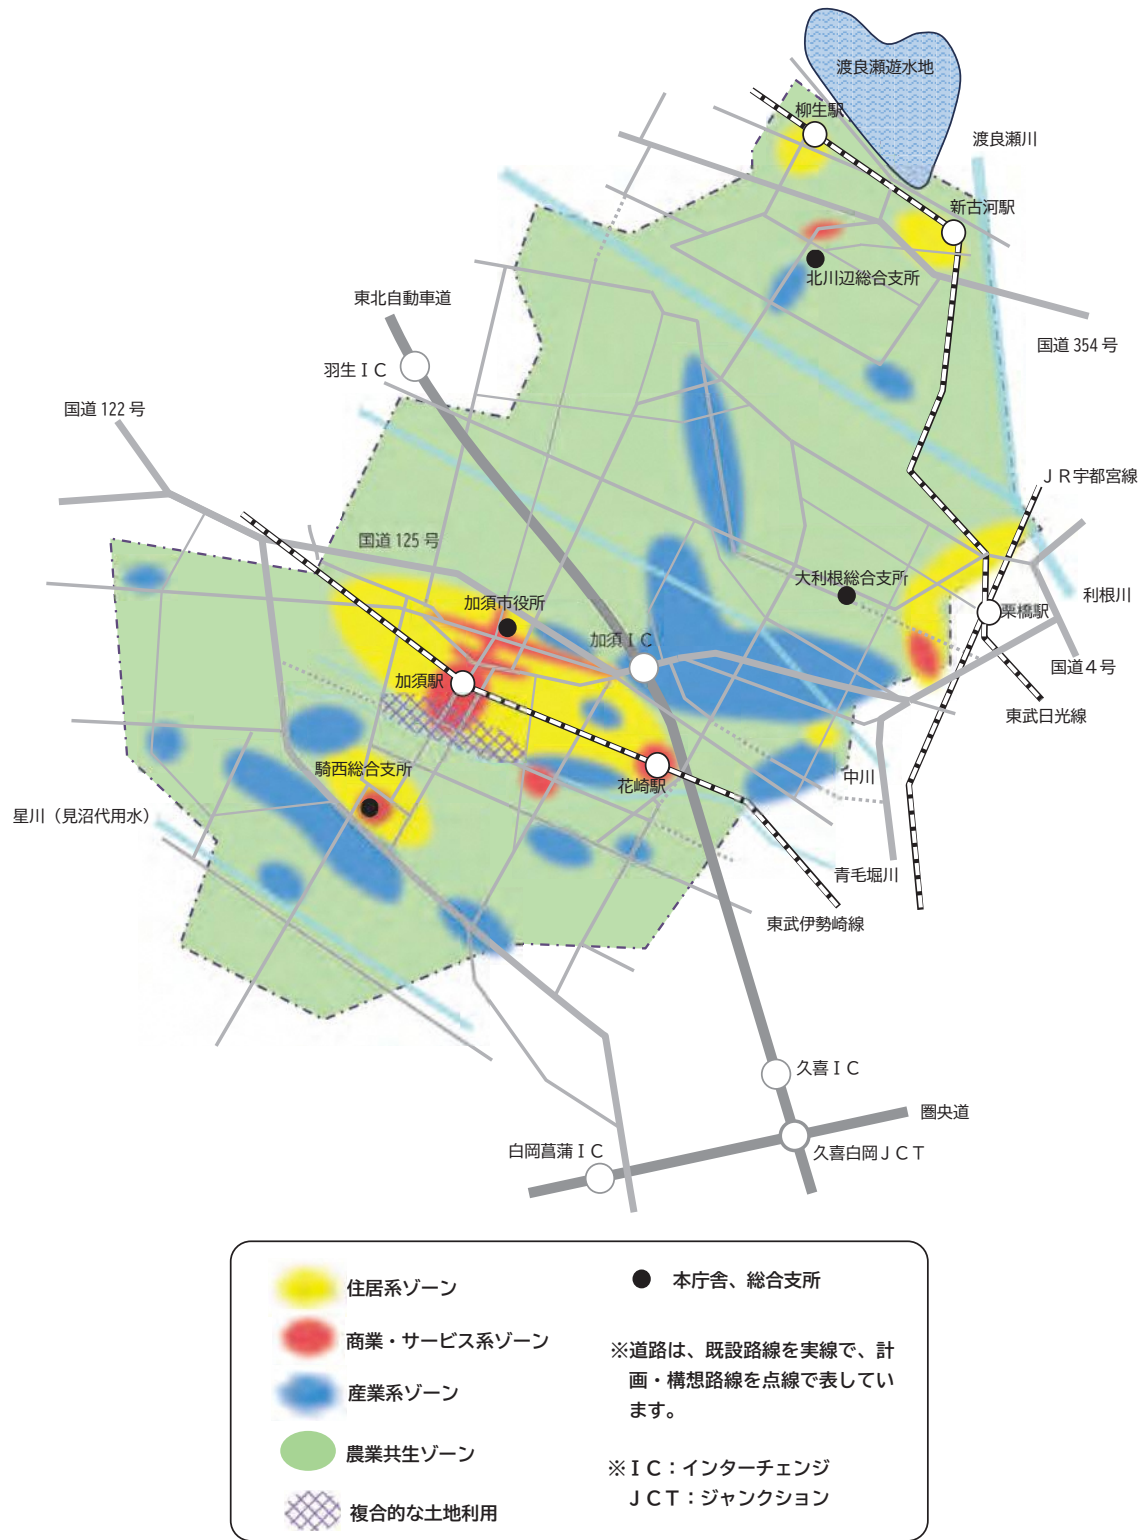 渡良瀬遊水地
柳生駅
渡良瀬川
新古河駅
北川辺総合支所
東北自動車道
国道 354 号
羽生ＩＣ
国道 122 号
ＪＲ宇都宮線
国道 125 号
大利根総合支所
利根川
加須市役所
栗橋駅
加須ＩＣ
国道４号
加須駅
東武日光線
騎西総合支所
中川
花崎駅
星川（見沼代用水）
青毛堀川
東武伊勢崎線
久喜ＩＣ
圏央道
白岡菖蒲ＩＣ
久喜白岡ＪＣＴ
住居系ゾーン
商業・サービス系ゾーン
産業系ゾーン
農業共生ゾーン
複合的な土地利用
本庁舎、総合支所
※道路は、既設路線を実線で、計
画・構想路線を点線で表してい
ます。
※ＩＣ：インターチェンジ
ＪＣＴ：ジャンクション